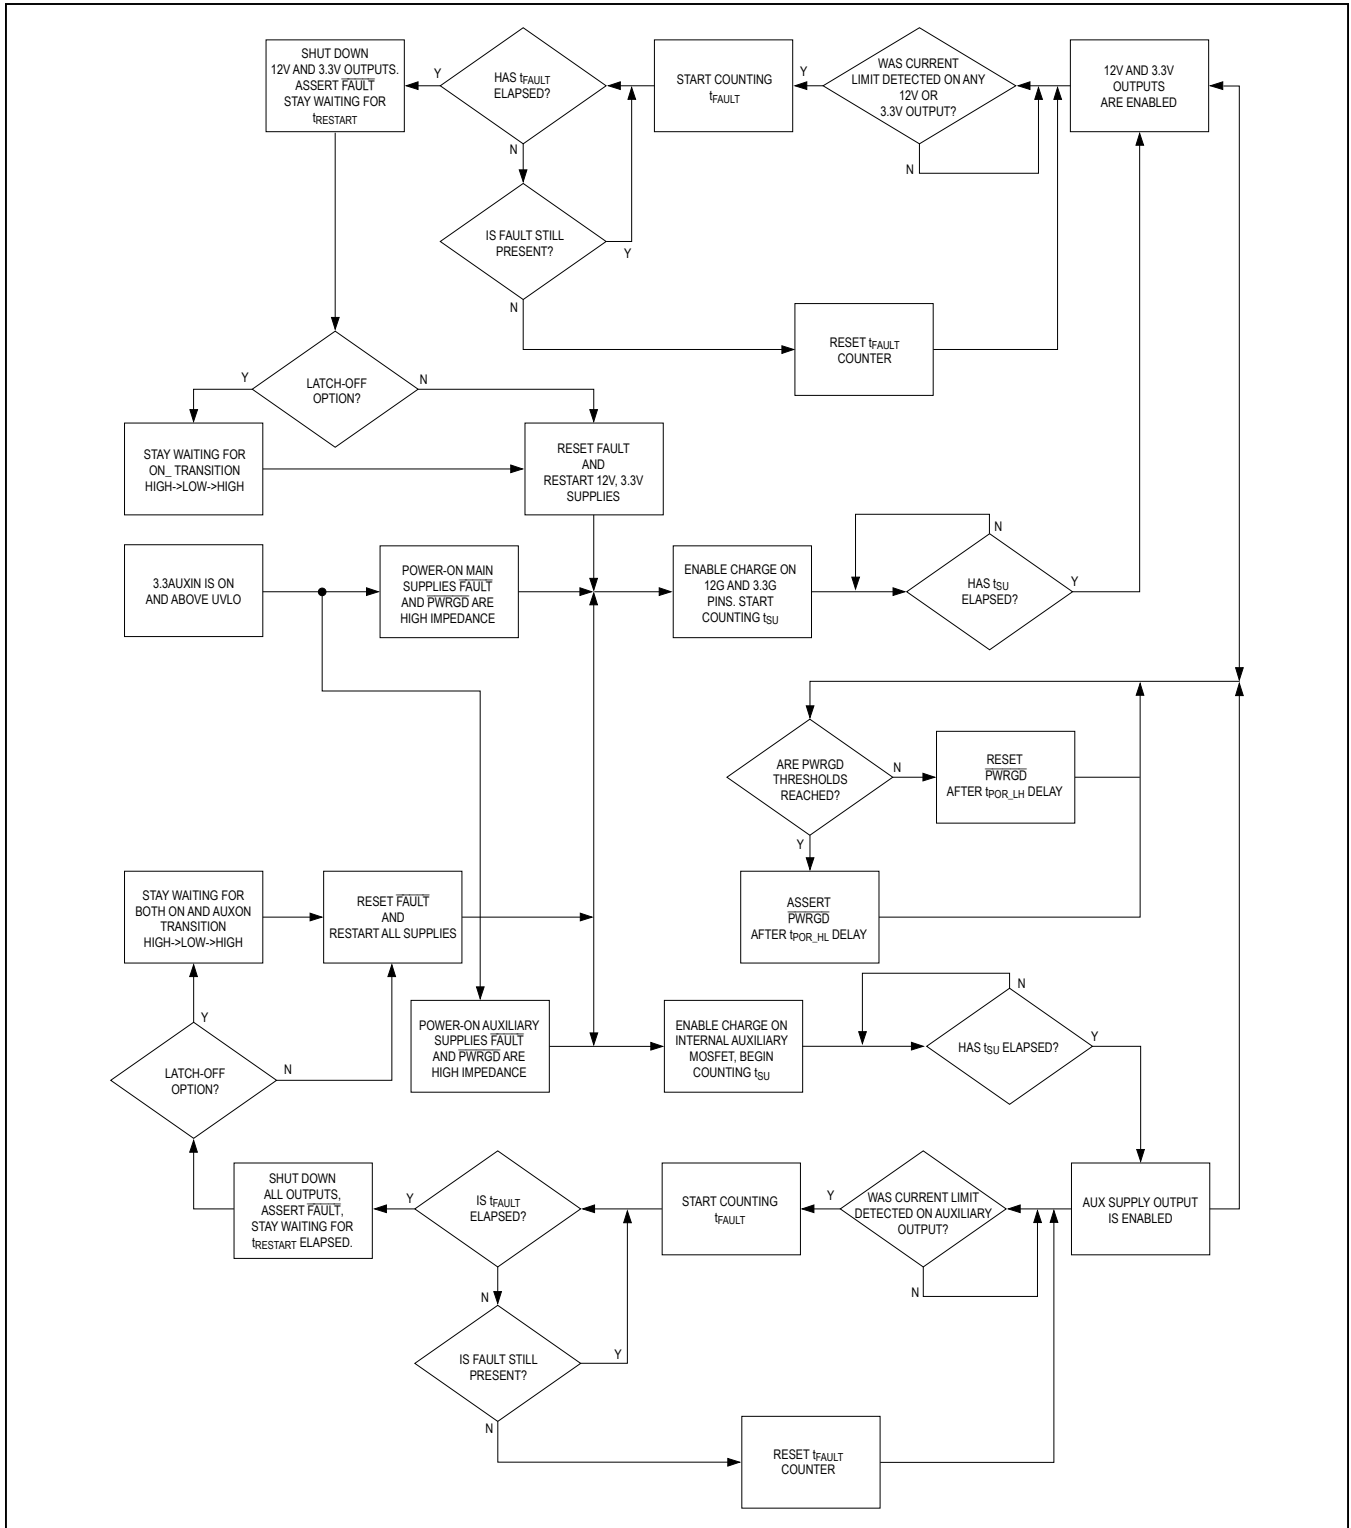 SHUT DOWN
12V AND 3.3V OUTPUTS.
ASSERT FAULT
STAY WAITING FOR
tRESTART
Y
HAS tFAULT
ELAPSED?
N
START COUNTING
tFAULT
Y
WAS CURRENT
LIMIT DETECTED ON ANY
12V OR
3.3V OUTPUT?
N
12V AND 3.3V
OUTPUTS
ARE ENABLED
IS FAULT STILL
PRESENT?
Y
N
RESET tFAULT
COUNTER
Y
LATCH-OFF
OPTION?
N
STAY WAITING FOR
ON_ TRANSITION
HIGH->LOW->HIGH
RESET FAULT
AND
RESTART 12V, 3.3V
SUPPLIES
3.3AUXIN IS ON
AND ABOVE UVLO
POWER-ON MAIN
SUPPLIES FAULT
AND PWRGD ARE
HIGH IMPEDANCE
ENABLE CHARGE ON
12G AND 3.3G
PINS. START
COUNTING tSU
N
HAS tSU
ELAPSED?
Y
ARE PWRGD
THRESHOLDS
REACHED?
N
Y
RESET
PWRGD
AFTER tPOR_LH DELAY
ASSERT
PWRGD
AFTER tPOR_HL DELAY
STAY WAITING FOR
BOTH ON AND AUXON
TRANSITION
HIGH->LOW->HIGH
RESET FAULT
AND
RESTART ALL SUPPLIES
Y
LATCH-OFF
OPTION?
N
POWER-ON AUXILIARY
SUPPLIES FAULT
AND PWRGD ARE
HIGH IMPEDANCE
ENABLE CHARGE ON
INTERNAL AUXILIARY
MOSFET, BEGIN
COUNTING tSU
N
HAS tSU ELAPSED?
Y
SHUT DOWN
ALL OUTPUTS,
ASSERT FAULT,
STAY WAITING FOR
tRESTART ELAPSED.
Y
IS tFAULT
ELAPSED?
N
START COUNTING
tFAULT
Y
WAS CURRENT LIMIT
DETECTED ON AUXILIARY
OUTPUT?
N
AUX SUPPLY OUTPUT
IS ENABLED
IS FAULT STILL
PRESENT?
Y
N
RESET tFAULT
COUNTER